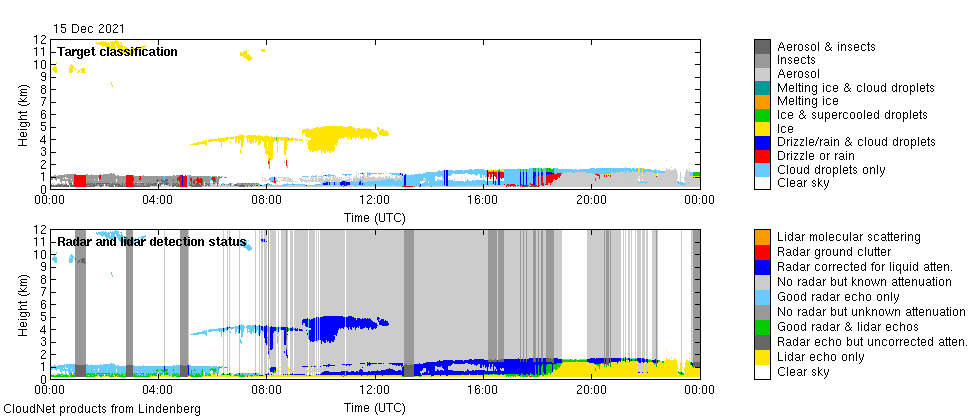 15 Dec 2021
Target classification
Height (km)
12
11
10
9
8
7
6
5
4
3
2
1
0
00:00 04:00 08:00 12:00 16:00 20:00 00:00
Time (UTC)
Aerosol & insects
Insects
Aerosol
Melting ice & cloud droplets
Melting ice
Ice & supercooled droplets
Ice
Drizzle/rain & cloud droplets
Drizzle or rain
Cloud droplets only
Clear sky
Radar and lidar detection status
Height (km)
12
11
10
9
8
7
6
5
4
3
2
1
0
00:00 04:00 08:00 12:00 16:00 20:00 00:00
Time (UTC)
Lidar molecular scattering
Radar ground clutter
Radar corrected for liquid atten.
No radar but known attenuation
Good radar echo only
No radar but unknown attenuation
Good radar & lidar echos
Radar echo but uncorrected atten.
Lidar echo only
Clear sky
CloudNet products from Lindenberg